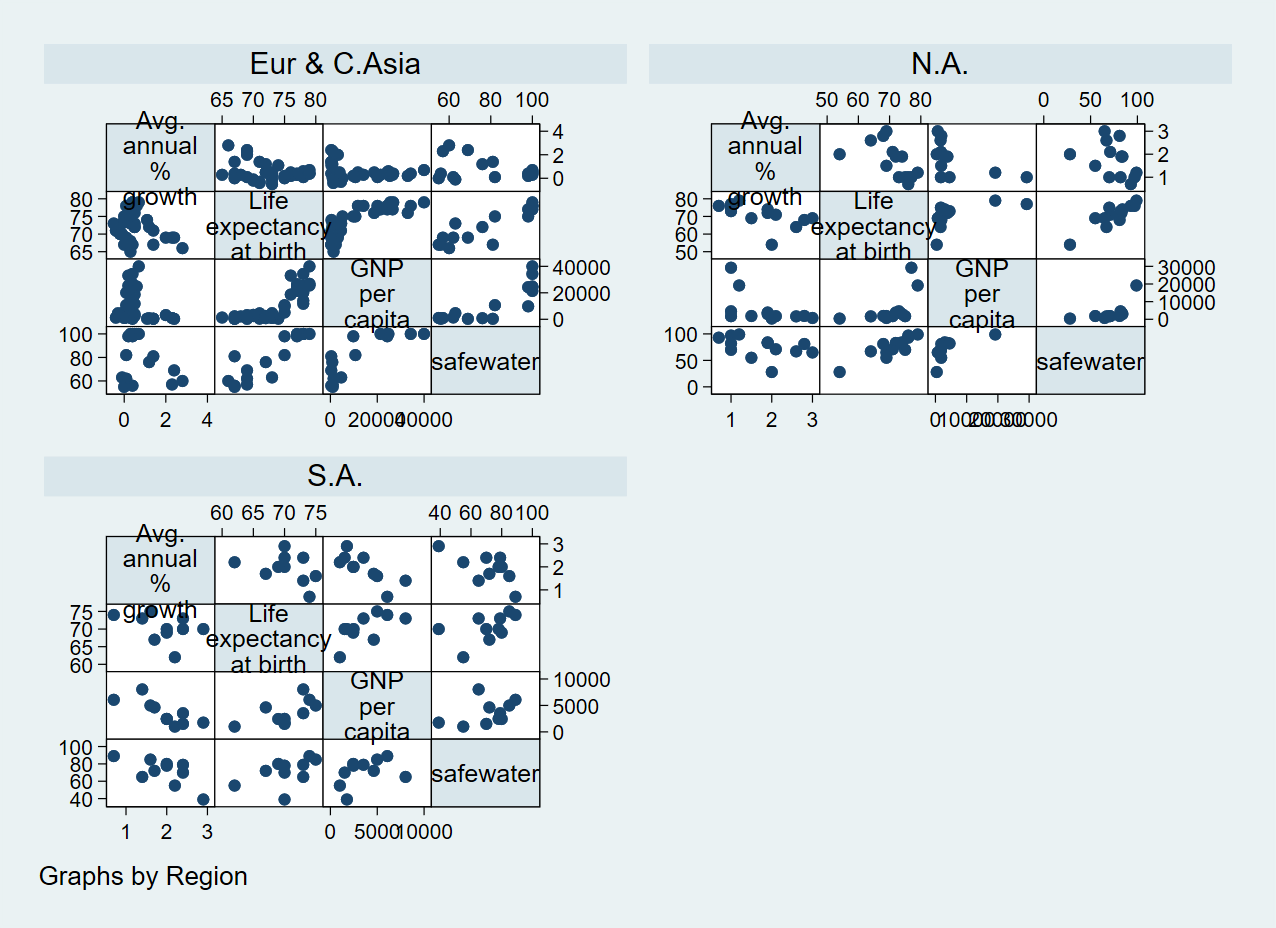 Eur & C.Asia
65 70 75 80
60 80 100
Avg.
annual
%
growth
4
2
0
80
75
70
65
Life
expectancy
at birth
GNP
per
capita
40000
20000
0
100
80
60
safewater
0 2 4
0 20000 40000
N.A.
50 60 70 80
0 50 100
Avg.
annual
%
growth
3
2
1
80
70
60
50
Life
expectancy
at birth
GNP
per
capita
30000
20000
10000
0
100
50
0
safewater
1 2 3
0 10000 20000 30000
S.A.
60 65 70 75
40 60 80 100
Avg.
annual
%
growth
3
2
1
75
70
65
60
Life
expectancy
at birth
GNP
per
capita
10000
5000
0
100
80
60
40
safewater
1 2 3
0 5000 10000
Graphs by Region